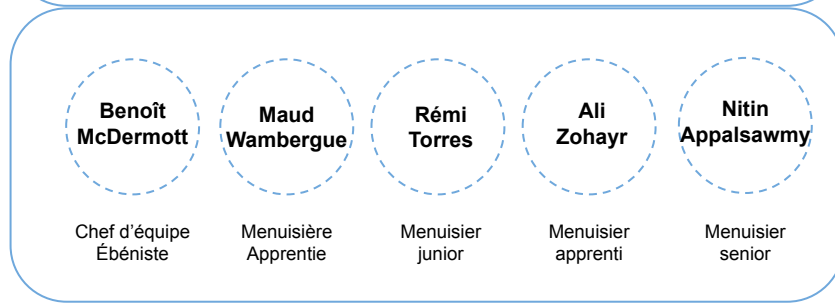 Benoît
McDermott
Maud
Wambergue
Rémi
Torres
Ali
Zohayr
Nitin
Appalsawmy
Chef d’équipe
Ébéniste
Menuisière
Apprentie
Menuisier
junior
Menuisier
apprenti
Menuisier
senior